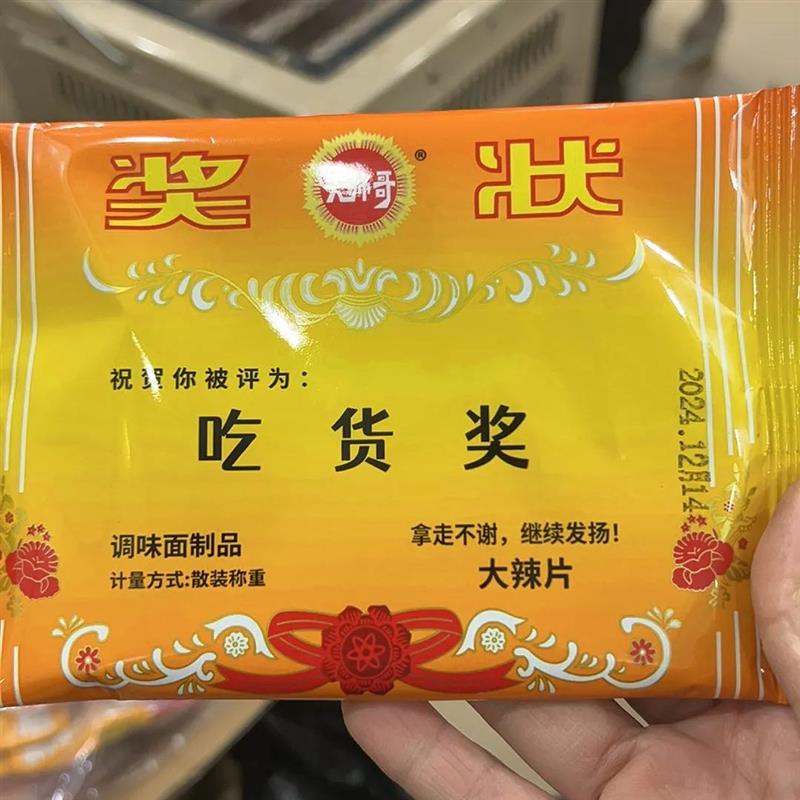 奖状
哥
®
祝贺你被评为：
吃货奖
2024.12月14
调味面制品
计量方式:散装称重
拿走不谢，继续发扬！
大辣片